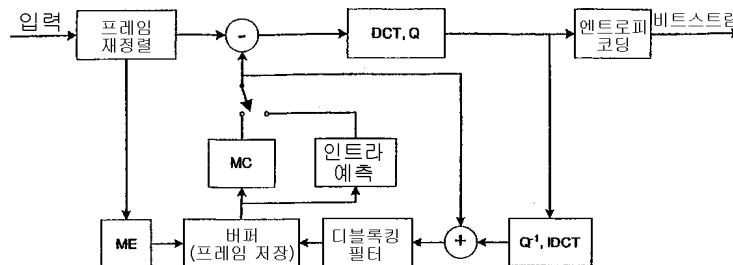 입력
프레임
재정렬
-
DCT, Q
엔트로피
코딩
비트스트림
MC
인트라
예측
ME
버퍼
(프레임 저장)
디블록킹
필터
+
Q⁻¹, IDCT